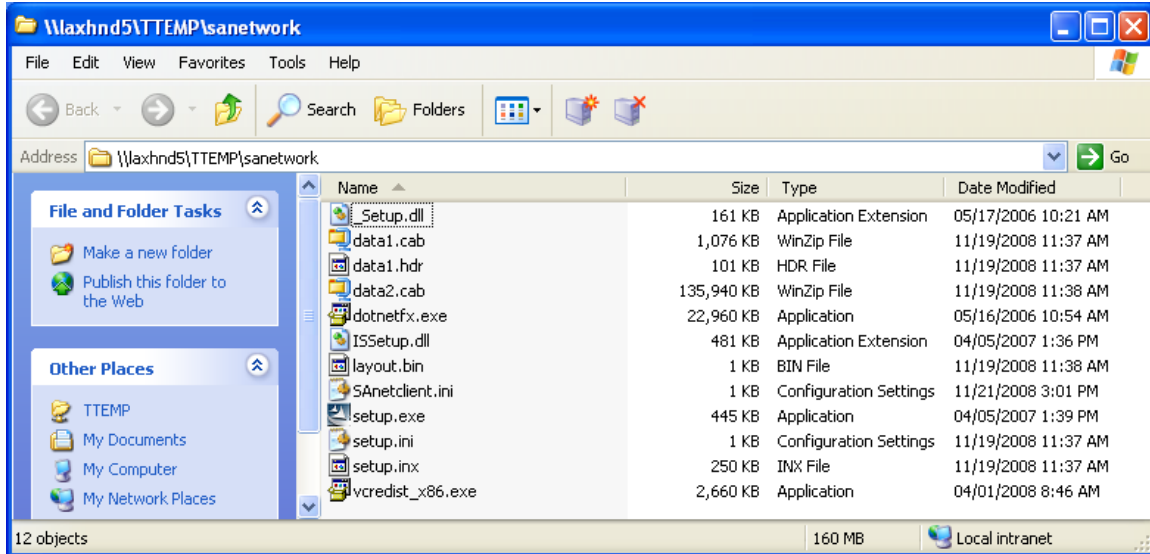 \\laxhnd5\TTEMP\sanetwork
File Edit View Favorites Tools Help
Back Search Folders
Address \\laxhnd5\TTEMP\sanetwork Go
File and Folder Tasks
Make a new folder
Publish this folder to
the Web
Other Places
TTEMP
My Documents
My Computer
My Network Places
Name Size Type Date Modified
_Setup.dll 161 KB Application Extension 05/17/2006 10:21 AM
data1.cab 1,076 KB WinZip File 11/19/2008 11:37 AM
data1.hdr 101 KB HDR File 11/19/2008 11:37 AM
data2.cab 135,940 KB WinZip File 11/19/2008 11:38 AM
dotnetfx.exe 22,960 KB Application 05/16/2006 10:54 AM
ISSetup.dll 481 KB Application Extension 04/05/2007 1:36 PM
layout.bin 1 KB BIN File 11/19/2008 11:38 AM
SAnetclient.ini 1 KB Configuration Settings 11/21/2008 3:01 PM
setup.exe 445 KB Application 04/05/2007 1:39 PM
setup.ini 1 KB Configuration Settings 11/19/2008 11:37 AM
setup.inx 250 KB INX File 11/19/2008 11:37 AM
vcredist_x86.exe 2,660 KB Application 04/01/2008 8:46 AM
12 objects 160 MB Local intranet